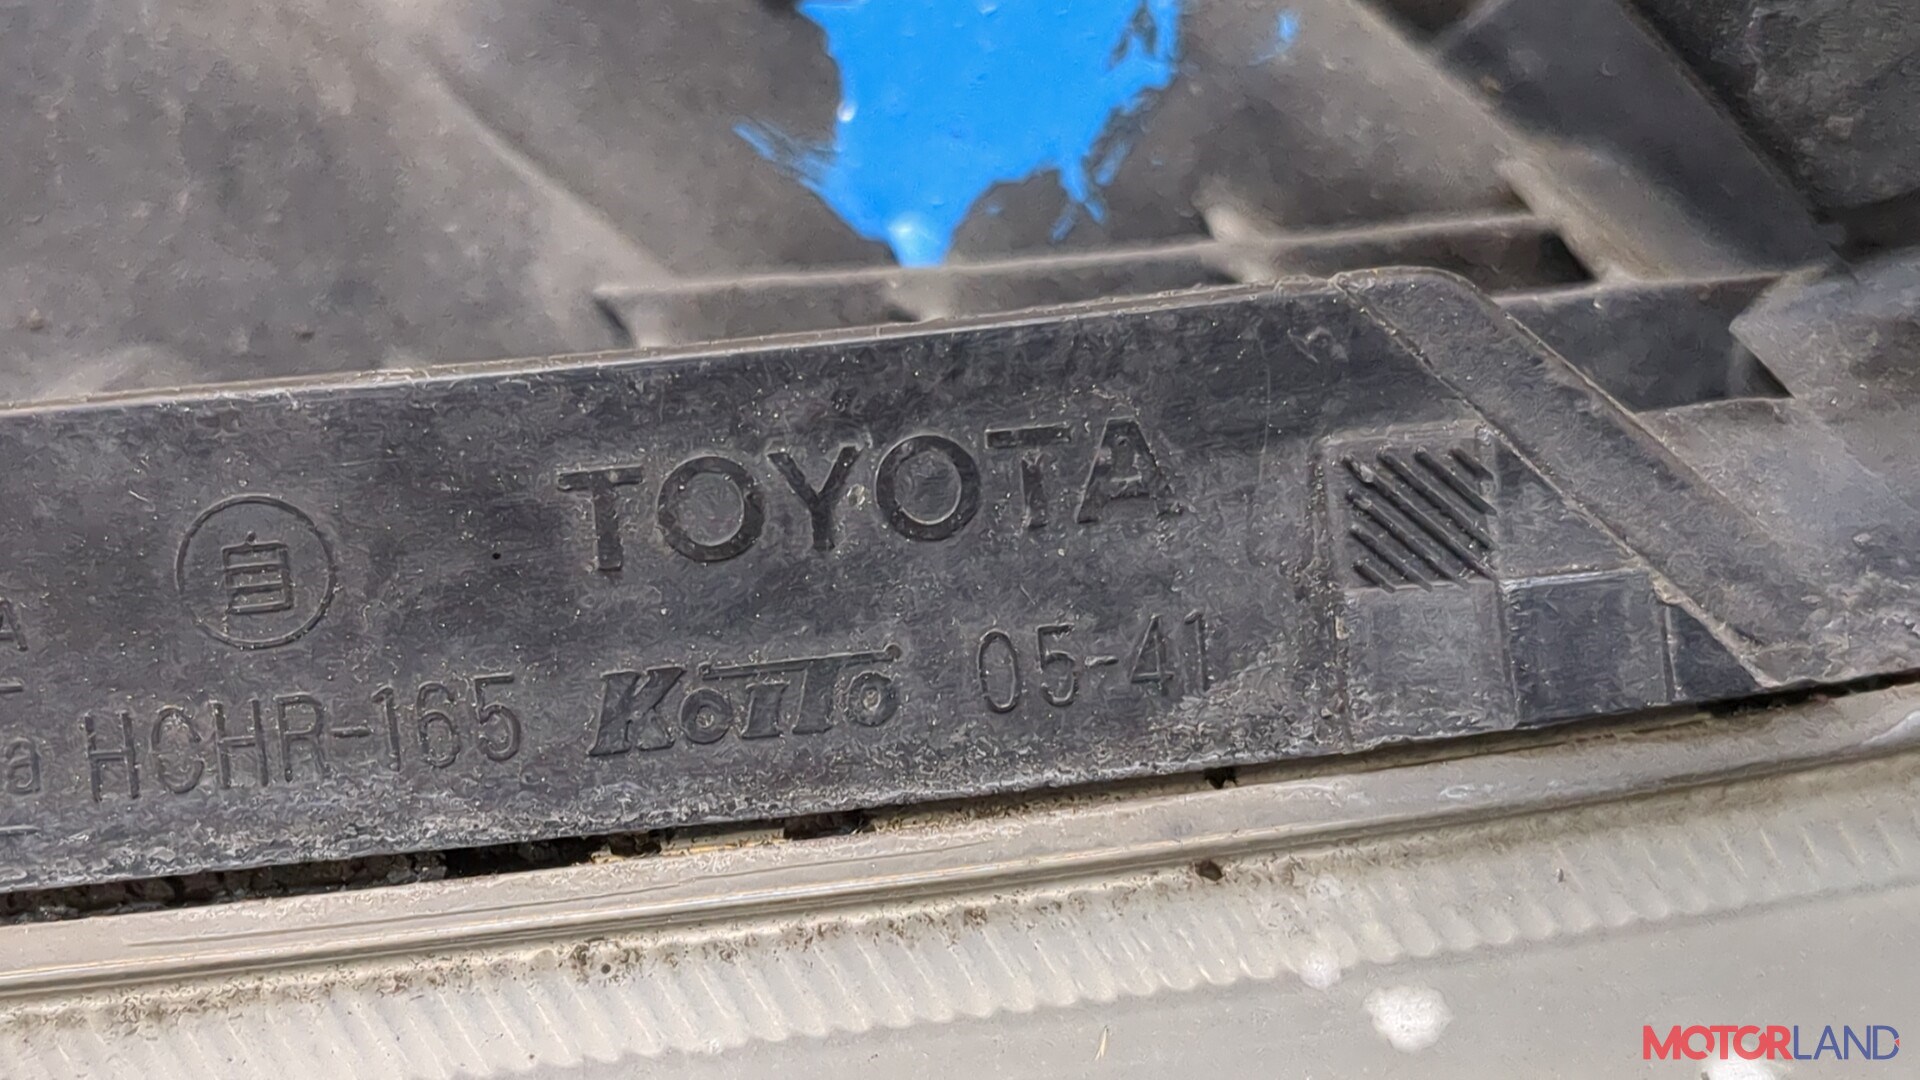 自 TOYOTA
A
a HCHR-165 KOITO 05-41
MOTORLAND